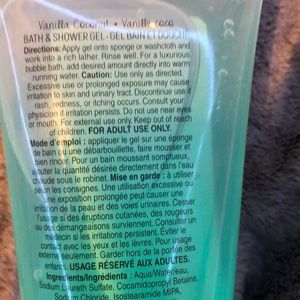 Vanilla Coconut • Vanille coco
BATH & SHOWER GEL • GEL BAIN ET DOUCHE
Directions: Apply gel onto sponge or washcloth and
work into a rich lather. Rinse well. For a luxurious
bubble bath, add desired amount directly into warm
running water. Caution: Use only as directed.
Excessive use or prolonged exposure may cause
irritation to skin and urinary tract. Discontinue use if
rash, redness, or itching occurs. Consult your
physician if irritation persists. Do not use near eyes
or mouth. For external use only. Keep out of reach
of children. FOR ADULT USE ONLY.
Mode d'emploi : appliquer le gel sur une éponge
de bain ou une débarbouillette, faire mousser et
bien rincer. Pour un bain moussant somptueux,
ajouter la quantité désirée directement dans l'eau
chaude sous le robinet. Mise en garde : à utiliser
selon les consignes. Une utilisation excessive ou
une exposition prolongée peut causer une
irritation de la peau et des voies urinaires. Cesser
l'usage si des éruptions cutanées, des rougeurs
ou des démangeaisons surviennent. Consulter un
médecin si les irritations persistent. Éviter le
contact avec les yeux et les lèvres. Pour usage
externe seulement. Garder hors de la portée des
enfants. USAGE RÉSERVÉ AUX ADULTES.
Ingredients/Ingrédients : Aqua/Water/eau,
Sodium Laureth Sulfate, Cocamidopropyl Betaine,
Sodium Chloride, Isostearamide MIPA,